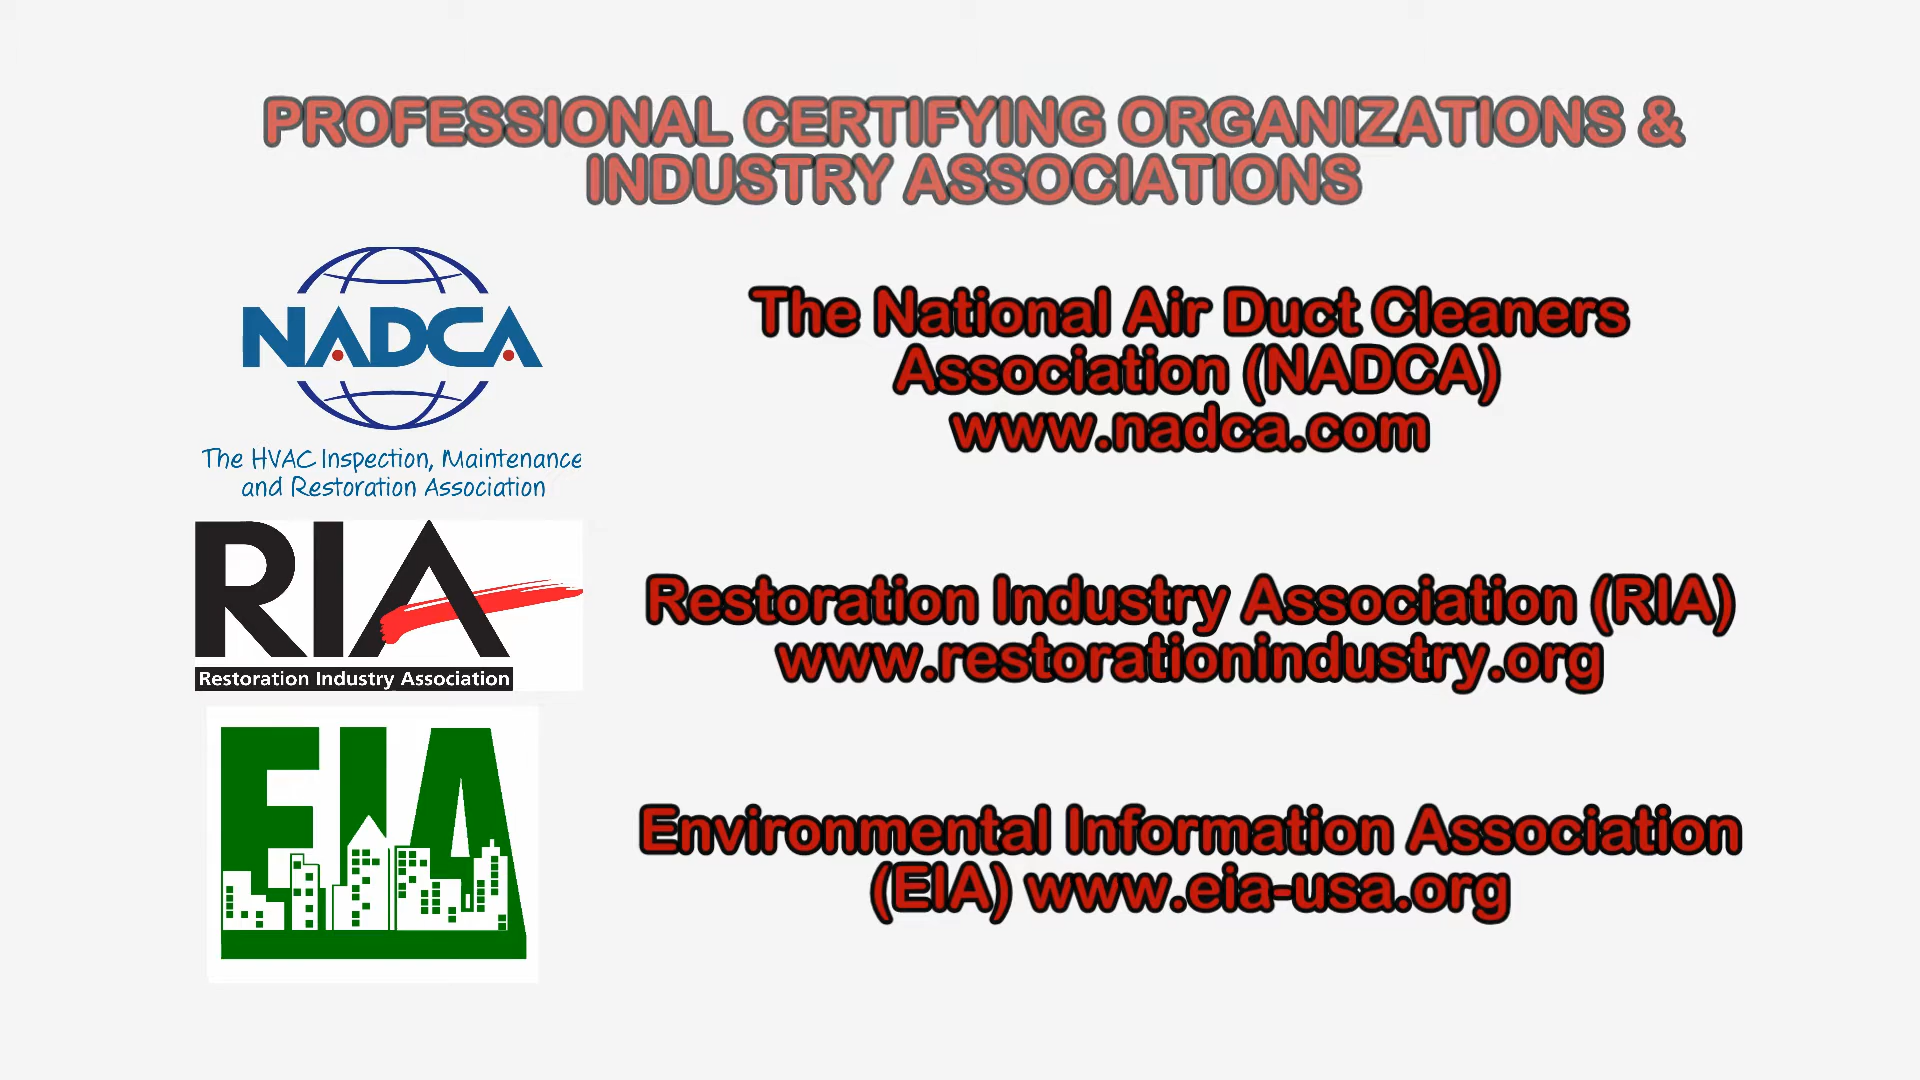 PROFESSIONAL CERTIFYING ORGANIZATIONS &
INDUSTRY ASSOCIATIONS
NADCA
The HVAC Inspection, Maintenance
and Restoration Association
The National Air Duct Cleaners
Association (NADCA)
www.nadca.com
RIA
Restoration Industry Association
Restoration Industry Association (RIA)
www.restorationindustry.org
EIA
Environmental Information Association
(EIA) www.eia-usa.org